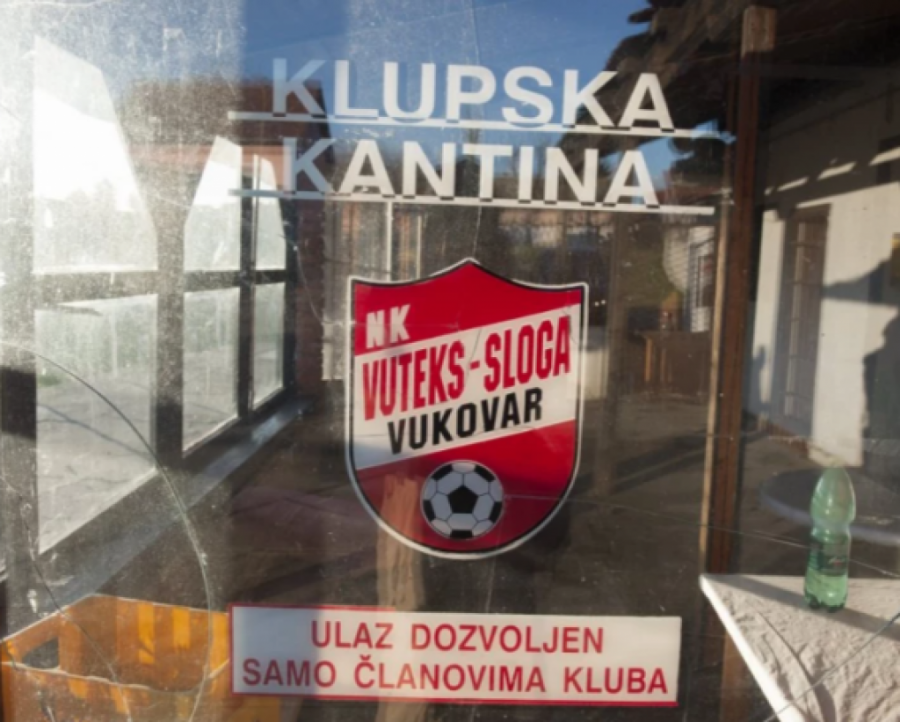 KLUPSKA
KANTINA
NK
VUTEKS-SLOGA
VUKOVAR
ULAZ DOZVOLJEN
SAMO ČLANOVIMA KLUBA